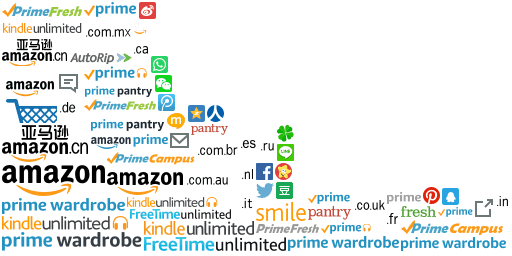 PrimeFresh prime
kindleunlimited .com.mx
亚马逊
amazon.cn AutoRip .ca
prime
amazon prime pantry
.de PrimeFresh
prime pantry m pantry
亚马逊
amazon.cn amazon prime .com.br .es .ru
PrimeCampus LINE
amazon amazon .com.au .nl
prime wardrobe kindleunlimited .it prime prime .in
FreeTime unlimited smile pantry .co.uk fresh prime
kindleunlimited kindleunlimited .fr
PrimeFresh prime PrimeCampus
prime wardrobe FreeTime unlimited prime wardrobe prime wardrobe